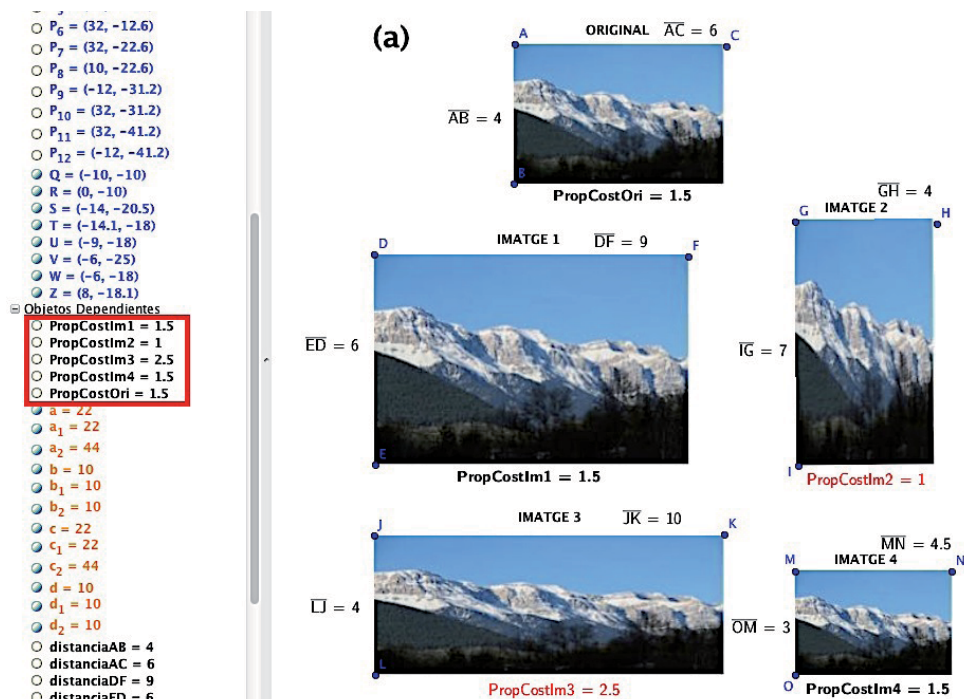 P6 = (32, -12.6)
P7 = (32, -22.6)
P8 = (10, -22.6)
P9 = (-12, -31.2)
P10 = (32, -31.2)
P11 = (32, -41.2)
P12 = (-12, -41.2)
Q = (-10, -10)
R = (0, -10)
S = (-14, -20.5)
T = (-14.1, -18)
U = (-9, -18)
V = (-6, -25)
W = (-6, -18)
Z = (8, -18.1)
Objetos Dependientes
PropCostIm1 = 1.5
PropCostIm2 = 1
PropCostIm3 = 2.5
PropCostIm4 = 1.5
PropCostOri = 1.5
a = 22
a1 = 22
a2 = 44
b = 10
b1 = 10
b2 = 10
c = 22
c1 = 22
c2 = 44
d = 10
d1 = 10
d2 = 10
distanciaAB = 4
distanciaAC = 6
distanciaDF = 9
distanciaED = 6
(a)
A
ORIGINAL AC = 6
C
AB = 4
B
PropCostOri = 1.5
D
IMATGE 1 DF = 9
F
ED = 6
E
PropCostIm1 = 1.5
GH = 4
IMATGE 2
G
H
IG = 7
I
PropCostIm2 = 1
J
IMATGE 3 JK = 10
K
LJ = 4
L
PropCostIm3 = 2.5
MN = 4.5
IMATGE 4
M
N
OM = 3
O
PropCostIm4 = 1.5